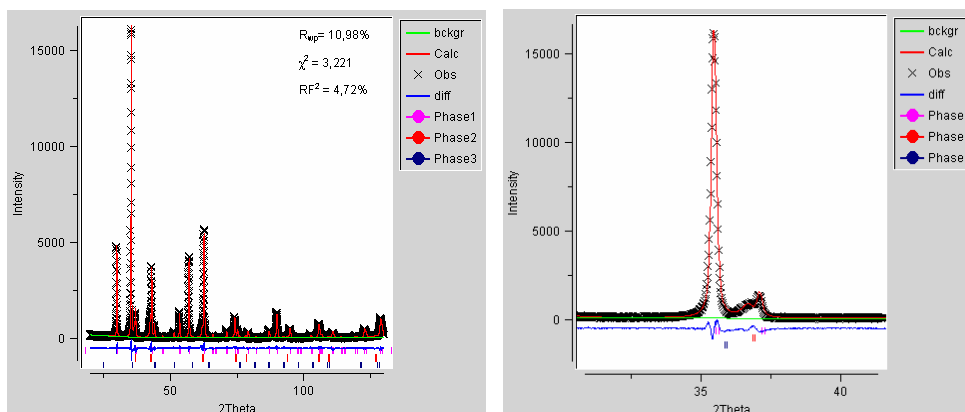 15000
10000
5000
0
Intensity
50
100
2Theta
Rwp= 10,98%
χ² = 3,221
RF² = 4,72%
bckgr
Calc
Obs
diff
Phase1
Phase2
Phase3
15000
10000
5000
0
Intensity
35
40
2Theta
bckgr
Calc
Obs
diff
Phase
Phase
Phase